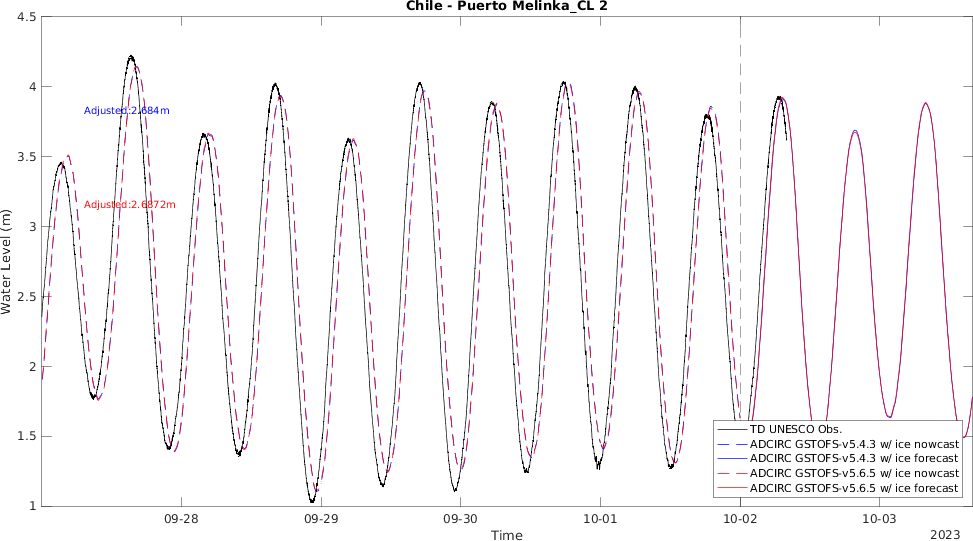 Chile - Puerto Melinka_CL 2
4.5
4
3.5
3
2.5
2
1.5
1
Water Level (m)
Adjusted:2.684m
Adjusted:2.6872m
TD UNESCO Obs.
ADCIRC GSTOFS-v5.4.3 w/ ice nowcast
ADCIRC GSTOFS-v5.4.3 w/ ice forecast
ADCIRC GSTOFS-v5.6.5 w/ ice nowcast
ADCIRC GSTOFS-v5.6.5 w/ ice forecast
09-28 09-29 09-30 10-01 10-02 10-03
Time
2023